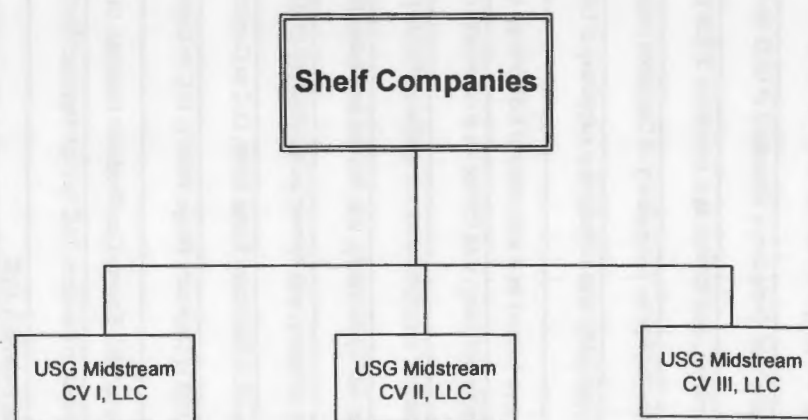 Shelf Companies
USG Midstream
CV I, LLC
USG Midstream
CV II, LLC
USG Midstream
CV III, LLC